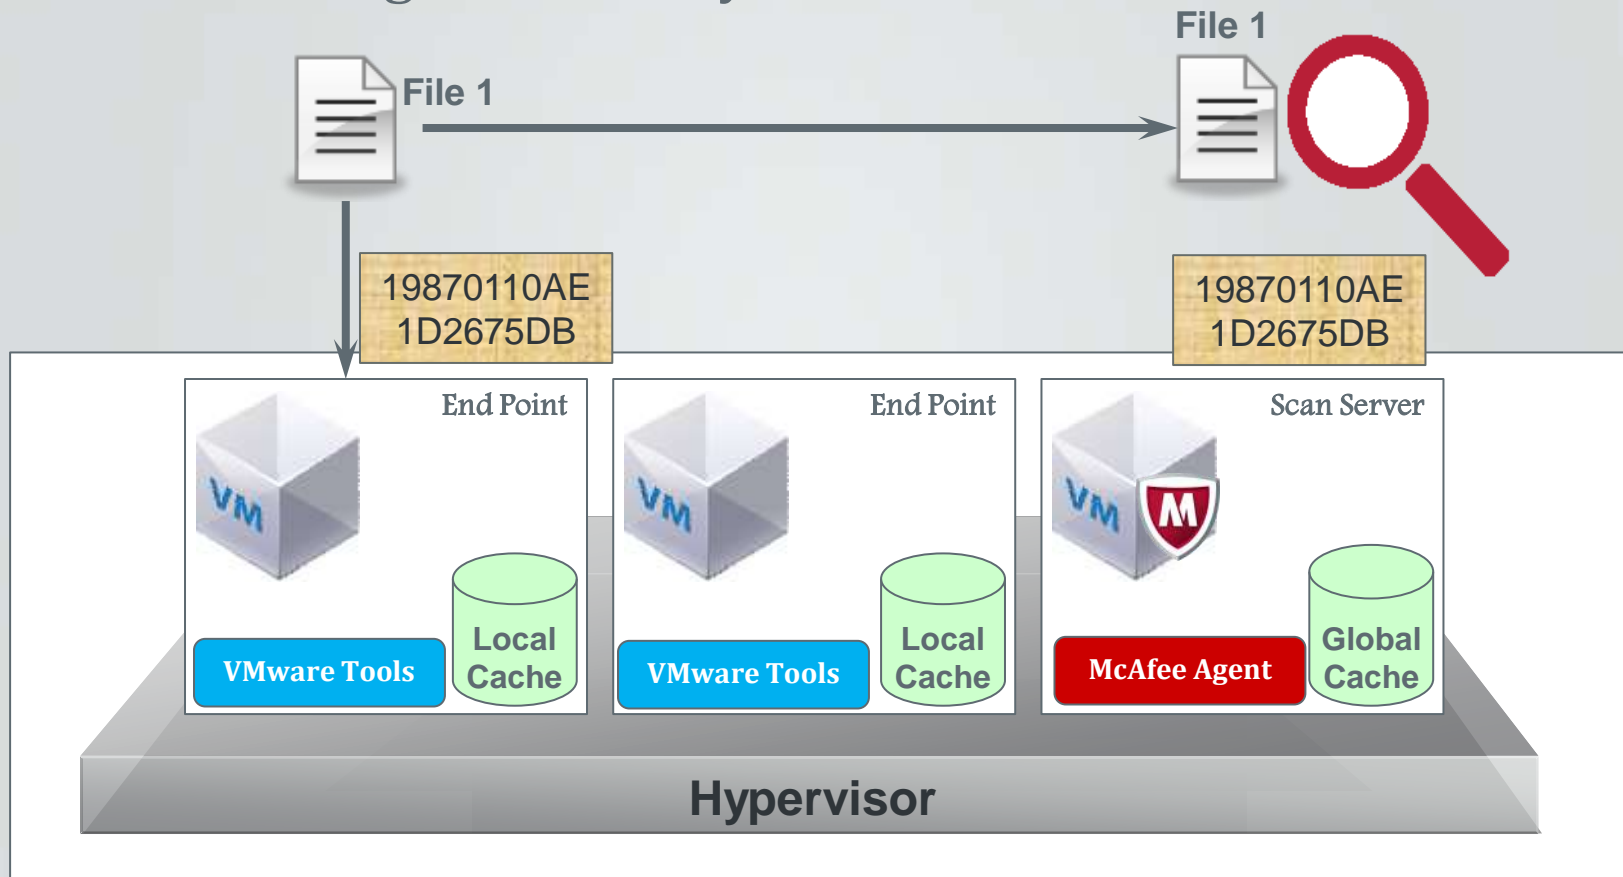 File 1
File 1
19870110AE
1D2675DB
19870110AE
1D2675DB
End Point
End Point
Scan Server
VM
VM
VM
M
Local
Cache
Local
Cache
Global
Cache
VMware Tools
VMware Tools
McAfee Agent
Hypervisor